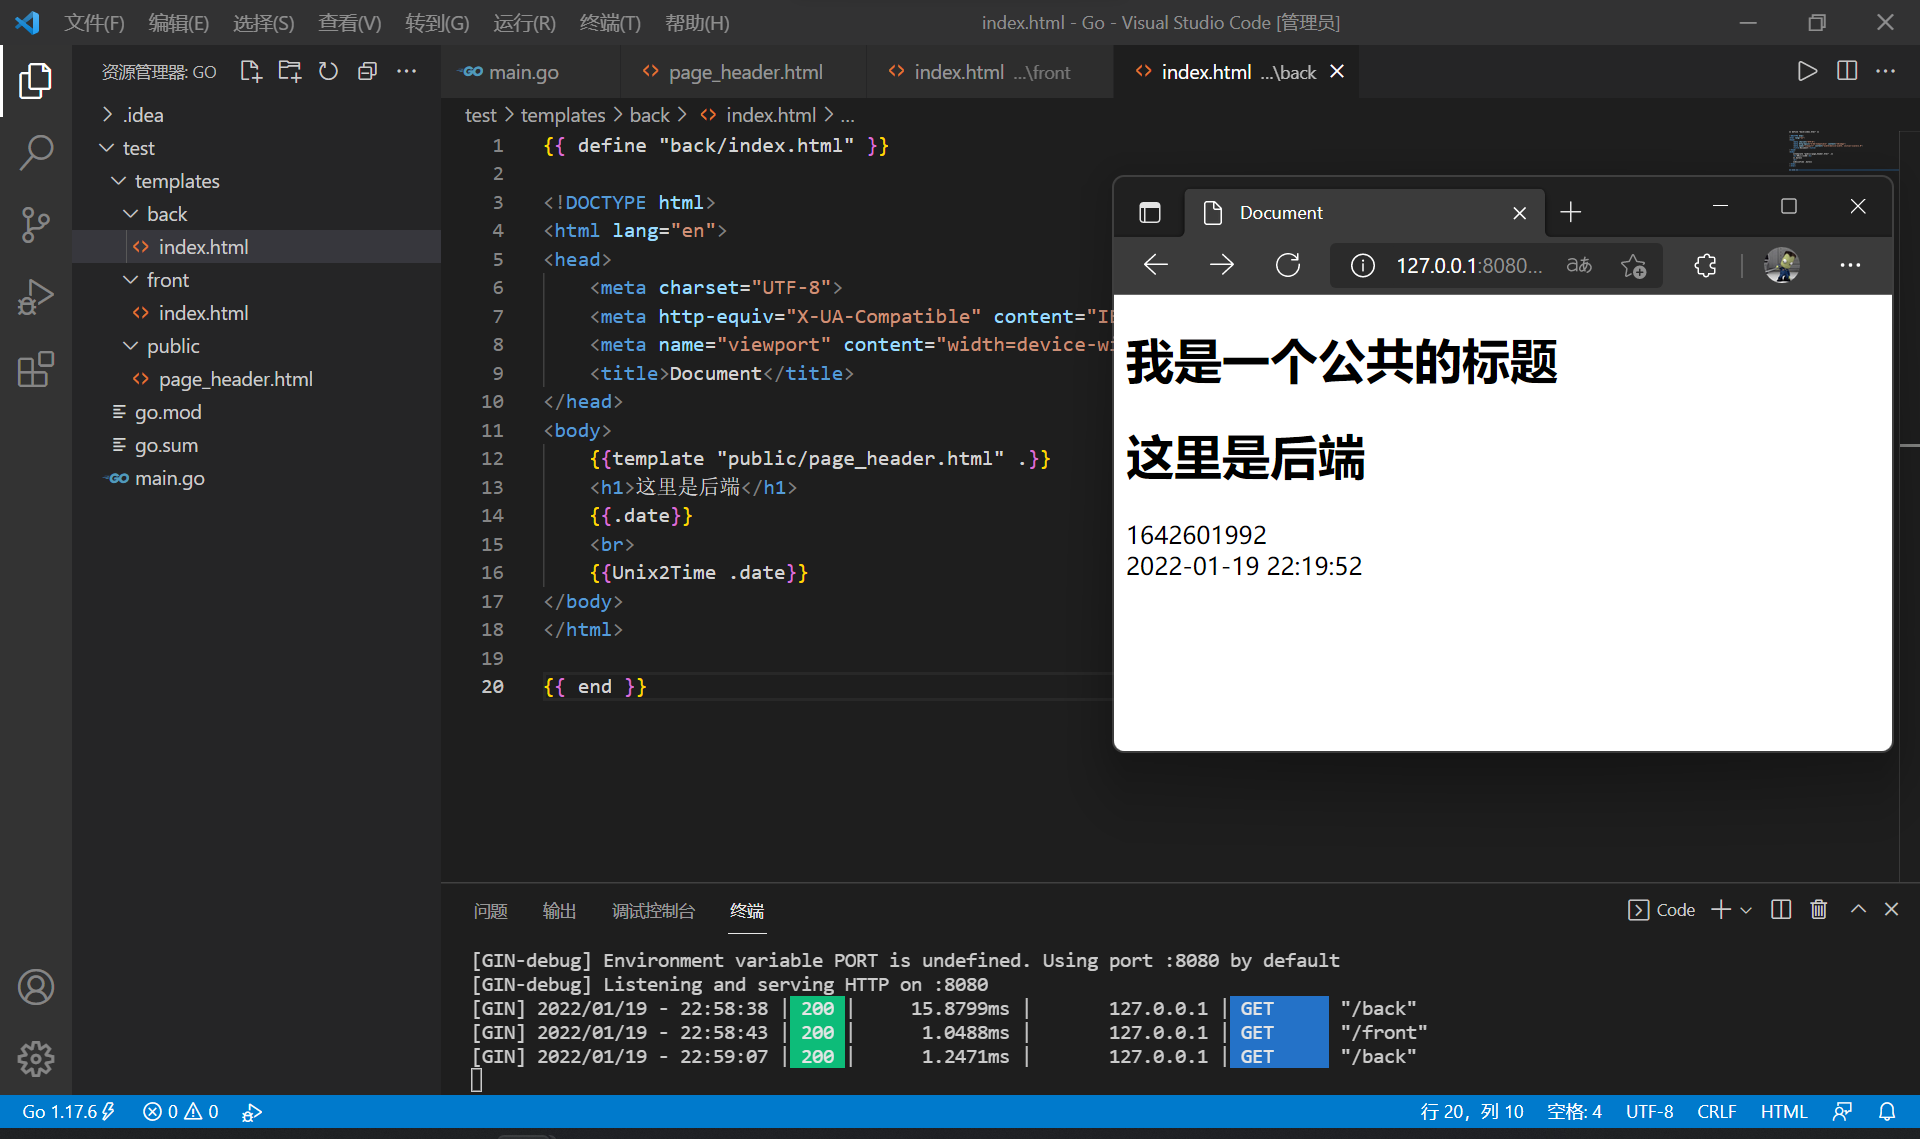 文件(F) 编辑(E) 选择(S) 查看(V) 转到(G) 运行(R) 终端(T) 帮助(H) index.html - Go - Visual Studio Code [管理员]
资源管理器: GO
.idea
test
templates
back
index.html
front
index.html
public
page_header.html
go.mod
go.sum
GO main.go
GO main.go page_header.html index.html ...\front index.html ...\back
test > templates > back > index.html > ...
1 {{ define "back/index.html" }}
2
3 <!DOCTYPE html>
4 <html lang="en">
5 <head>
6 <meta charset="UTF-8">
7 <meta http-equiv="X-UA-Compatible" content="IE
8 <meta name="viewport" content="width=device-wi
9 <title>Document</title>
10 </head>
11 <body>
12 {{template "public/page_header.html" .}}
13 <h1>这里是后端</h1>
14 {{.date}}
15 <br>
16 {{Unix2Time .date}}
17 </body>
18 </html>
19
20 {{ end }}
Document
127.0.0.1:8080... aあ
我是一个公共的标题
这里是后端
1642601992
2022-01-19 22:19:52
问题 输出 调试控制台 终端 Code
[GIN-debug] Environment variable PORT is undefined. Using port :8080 by default
[GIN-debug] Listening and serving HTTP on :8080
[GIN] 2022/01/19 - 22:58:38 | 200 | 15.8799ms | 127.0.0.1 | GET "/back"
[GIN] 2022/01/19 - 22:58:43 | 200 | 1.0488ms | 127.0.0.1 | GET "/front"
[GIN] 2022/01/19 - 22:59:07 | 200 | 1.2471ms | 127.0.0.1 | GET "/back"
Go 1.17.6 0 0 行 20，列 10 空格: 4 UTF-8 CRLF HTML